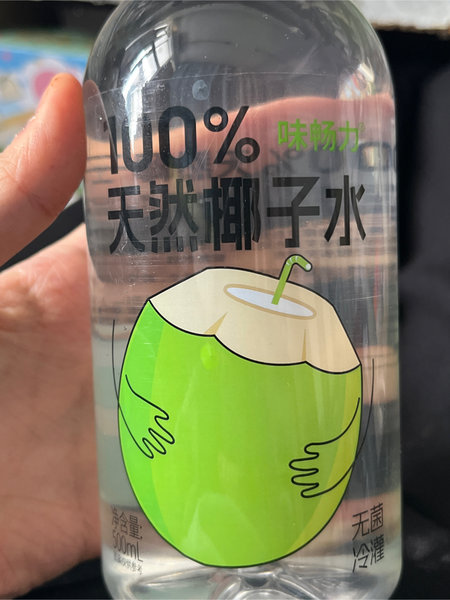 100%
味畅力
天然椰子水
净含量:
500mL
无菌
冷灌